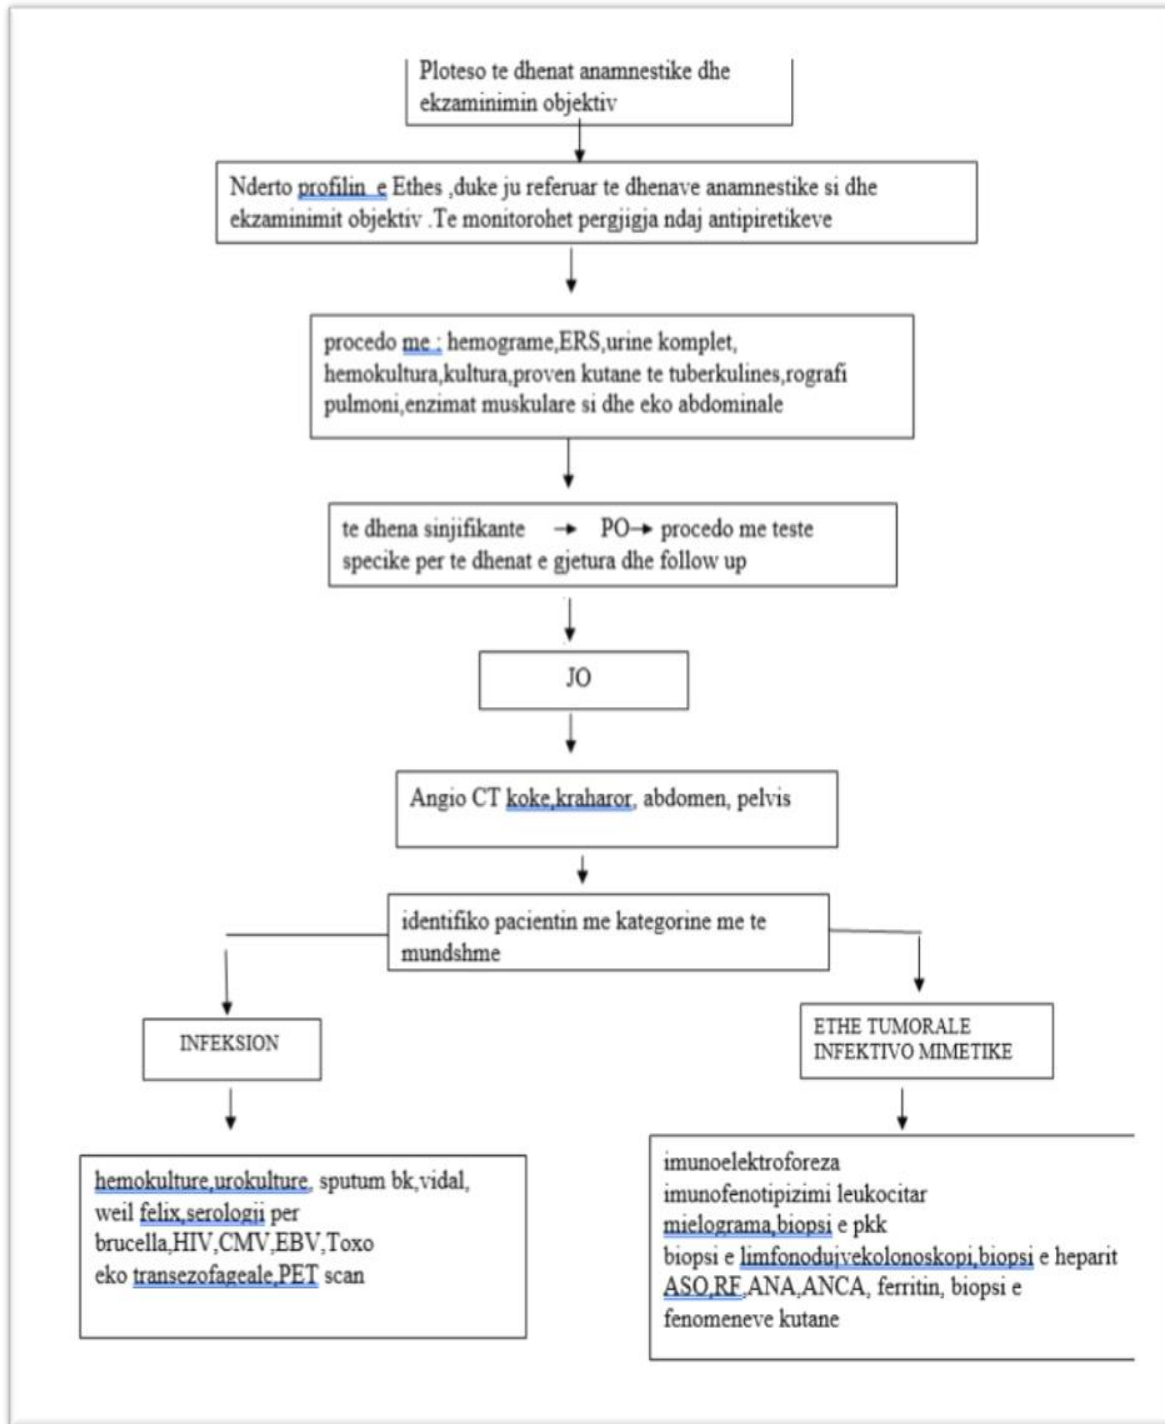 Ploteso te dhenat anamnestike dhe
ekzaminimin objektiv
Nderto profilin e Ethes ,duke ju referuar te dhenave anamnestike si dhe
ekzaminimit objektiv .Te monitorohet pergjigja ndaj antipiretikeve
procedo me : hemograme,ERS,urine komplet,
hemokultura,kultura,proven kutane te tuberkulines,rografi
pulmoni,enzimat muskulare si dhe eko abdominale
te dhena sinjifikante → PO→ procedo me teste
specike per te dhenat e gjetura dhe follow up
JO
Angio CT koke,kraharor, abdomen, pelvis
identifiko pacientin me kategorine me te
mundshme
INFEKSION
hemokulture,urokulture, sputum bk,vidal,
weil felix,serologji per
brucella,HIV,CMV,EBV,Toxo
eko transezofageale,PET scan
ETHE TUMORALE
INFEKTIVO MIMETIKE
imunoelektroforeza
imunofenotipizimi leukocitar
mielograma,biopsi e pkk
biopsi e limfonodujvekolonoskopi,biopsi e heparit
ASO,RF,ANA,ANCA, ferritin, biopsi e
fenomeneve kutane